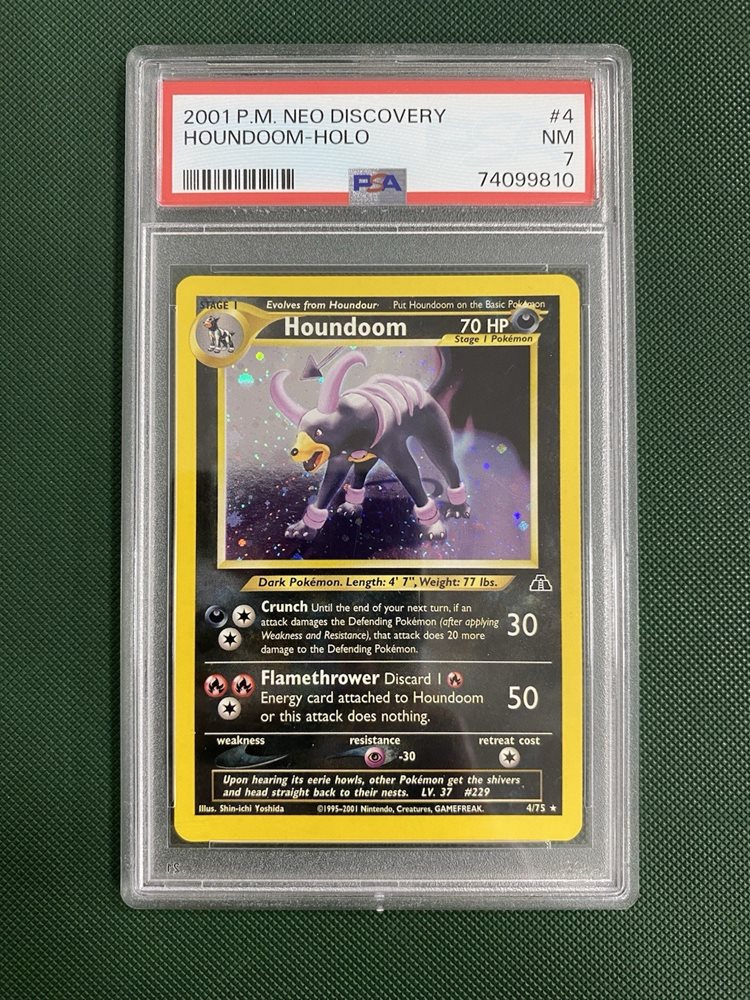 2001 P.M. NEO DISCOVERY #4
HOUNDOOM-HOLO NM
7
PSA 74099810
STAGE 1 Evolves from Houndour Put Houndoom on the Basic Pokémon
Houndoom 70 HP
Stage 1 Pokémon
Dark Pokémon. Length: 4' 7", Weight: 77 lbs.
Crunch Until the end of your next turn, if an
attack damages the Defending Pokémon (after applying
Weakness and Resistance), that attack does 20 more
damage to the Defending Pokémon.
30
Flamethrower Discard 1
Energy card attached to Houndoom
or this attack does nothing.
50
weakness resistance retreat cost
-30
Upon hearing its eerie howls, other Pokémon get the shivers
and head straight back to their nests. LV. 37 #229
Illus. Shin-ichi Yoshida ©1995-2001 Nintendo, Creatures, GAMEFREAK. 4/75 ★